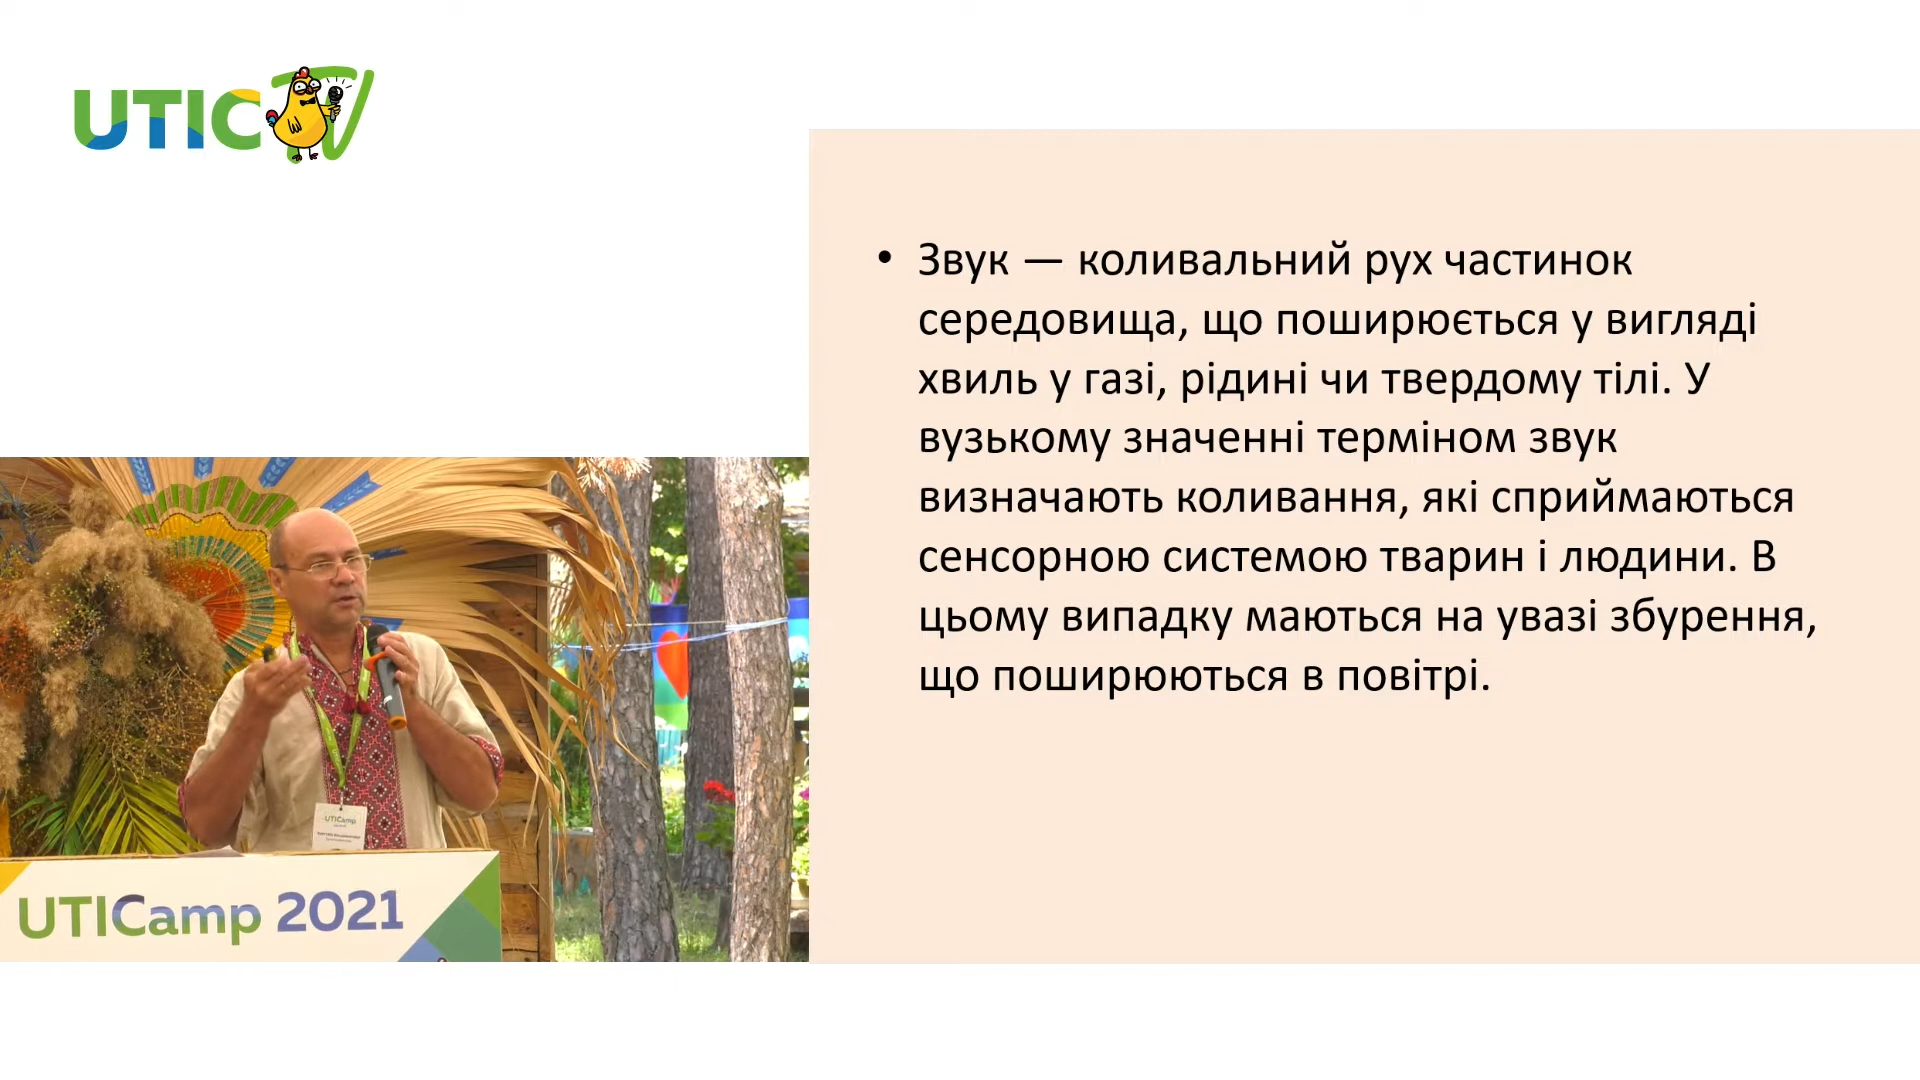 UTIC TV
• Звук — коливальний рух частинок
середовища, що поширюється у вигляді
хвиль у газі, рідині чи твердому тілі. У
вузькому значенні терміном звук
визначають коливання, які сприймаються
сенсорною системою тварин і людини. В
цьому випадку маються на увазі збурення,
що поширюються в повітрі.
UTICamp
UTICamp 2021